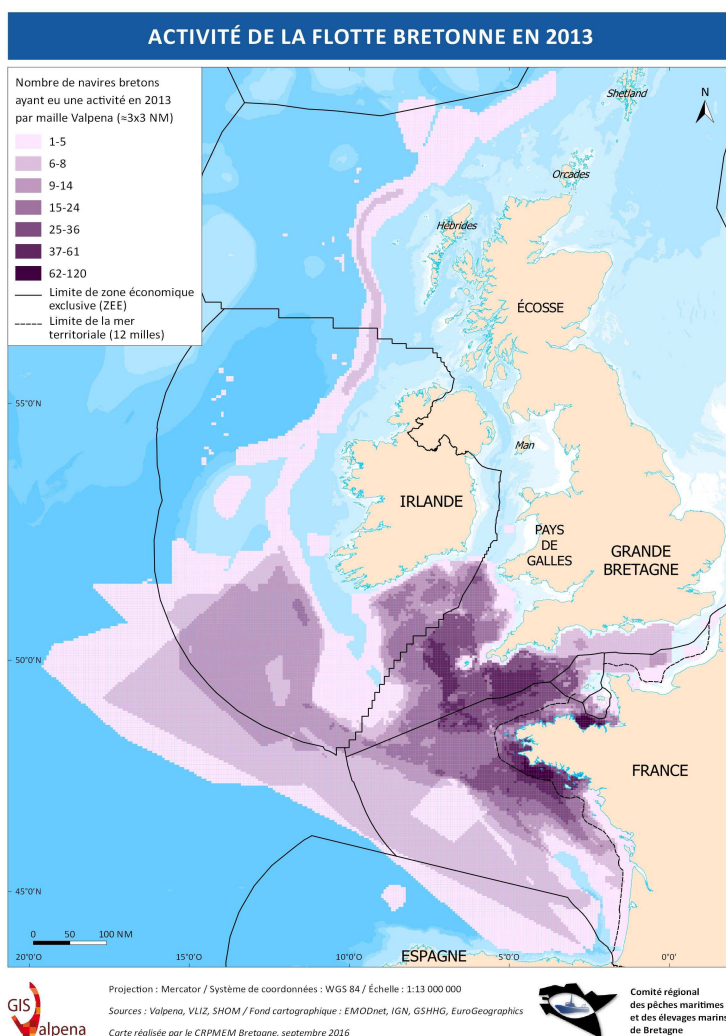 ACTIVITÉ DE LA FLOTTE BRETONNE EN 2013
Nombre de navires bretons
ayant eu une activité en 2013
par maille Valpena (≈3x3 NM)
1-5
6-8
9-14
15-24
25-36
37-61
62-120
Limite de zone économique
exclusive (ZEE)
Limite de la mer
territoriale (12 milles)
Shetland
N
Orcades
Hébrides
ÉCOSSE
55°0'N
Man
IRLANDE
PAYS
DE
GALLES
GRANDE
BRETAGNE
50°0'N
FRANCE
45°0'N
0 50 100 NM
ESPAGNE
20°0'O 15°0'O 10°0'O 5°0'O 0°0'
Projection : Mercator / Système de coordonnées : WGS 84 / Échelle : 1:13 000 000
Sources : Valpena, VLIZ, SHOM / Fond cartographique : EMODnet, IGN, GSHHG, EuroGeographics
Carte réalisée par le CRPMEM Bretagne, septembre 2016
GIS
Valpena
Comité régional
des pêches maritimes
et des élevages marins
de Bretagne